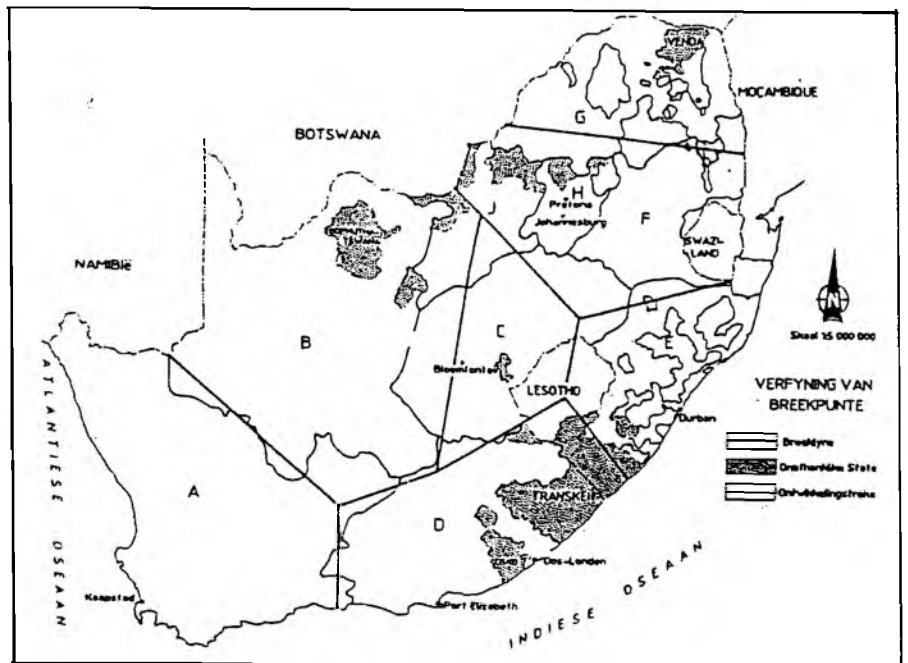 VENDA
MOÇAMBIQUE
BOTSWANA
G
H
Pretoria
Johannesburg
J
F
SWAZI-
LAND
NAMIBIË
B
C
D
E
Bloemfontein
LESOTHO
Durban
N
Skaal 1:5 000 000
VERFYNING VAN
BREEKPUNTE
Breeklyne
Onafhanklike State
Ontwikkelingstreke
A
D
TRANSKEI
Oos-Londen
Kaapstad
Port Elizabeth
ATLANTIESE OSEAAN
INDIESE OSEAAN